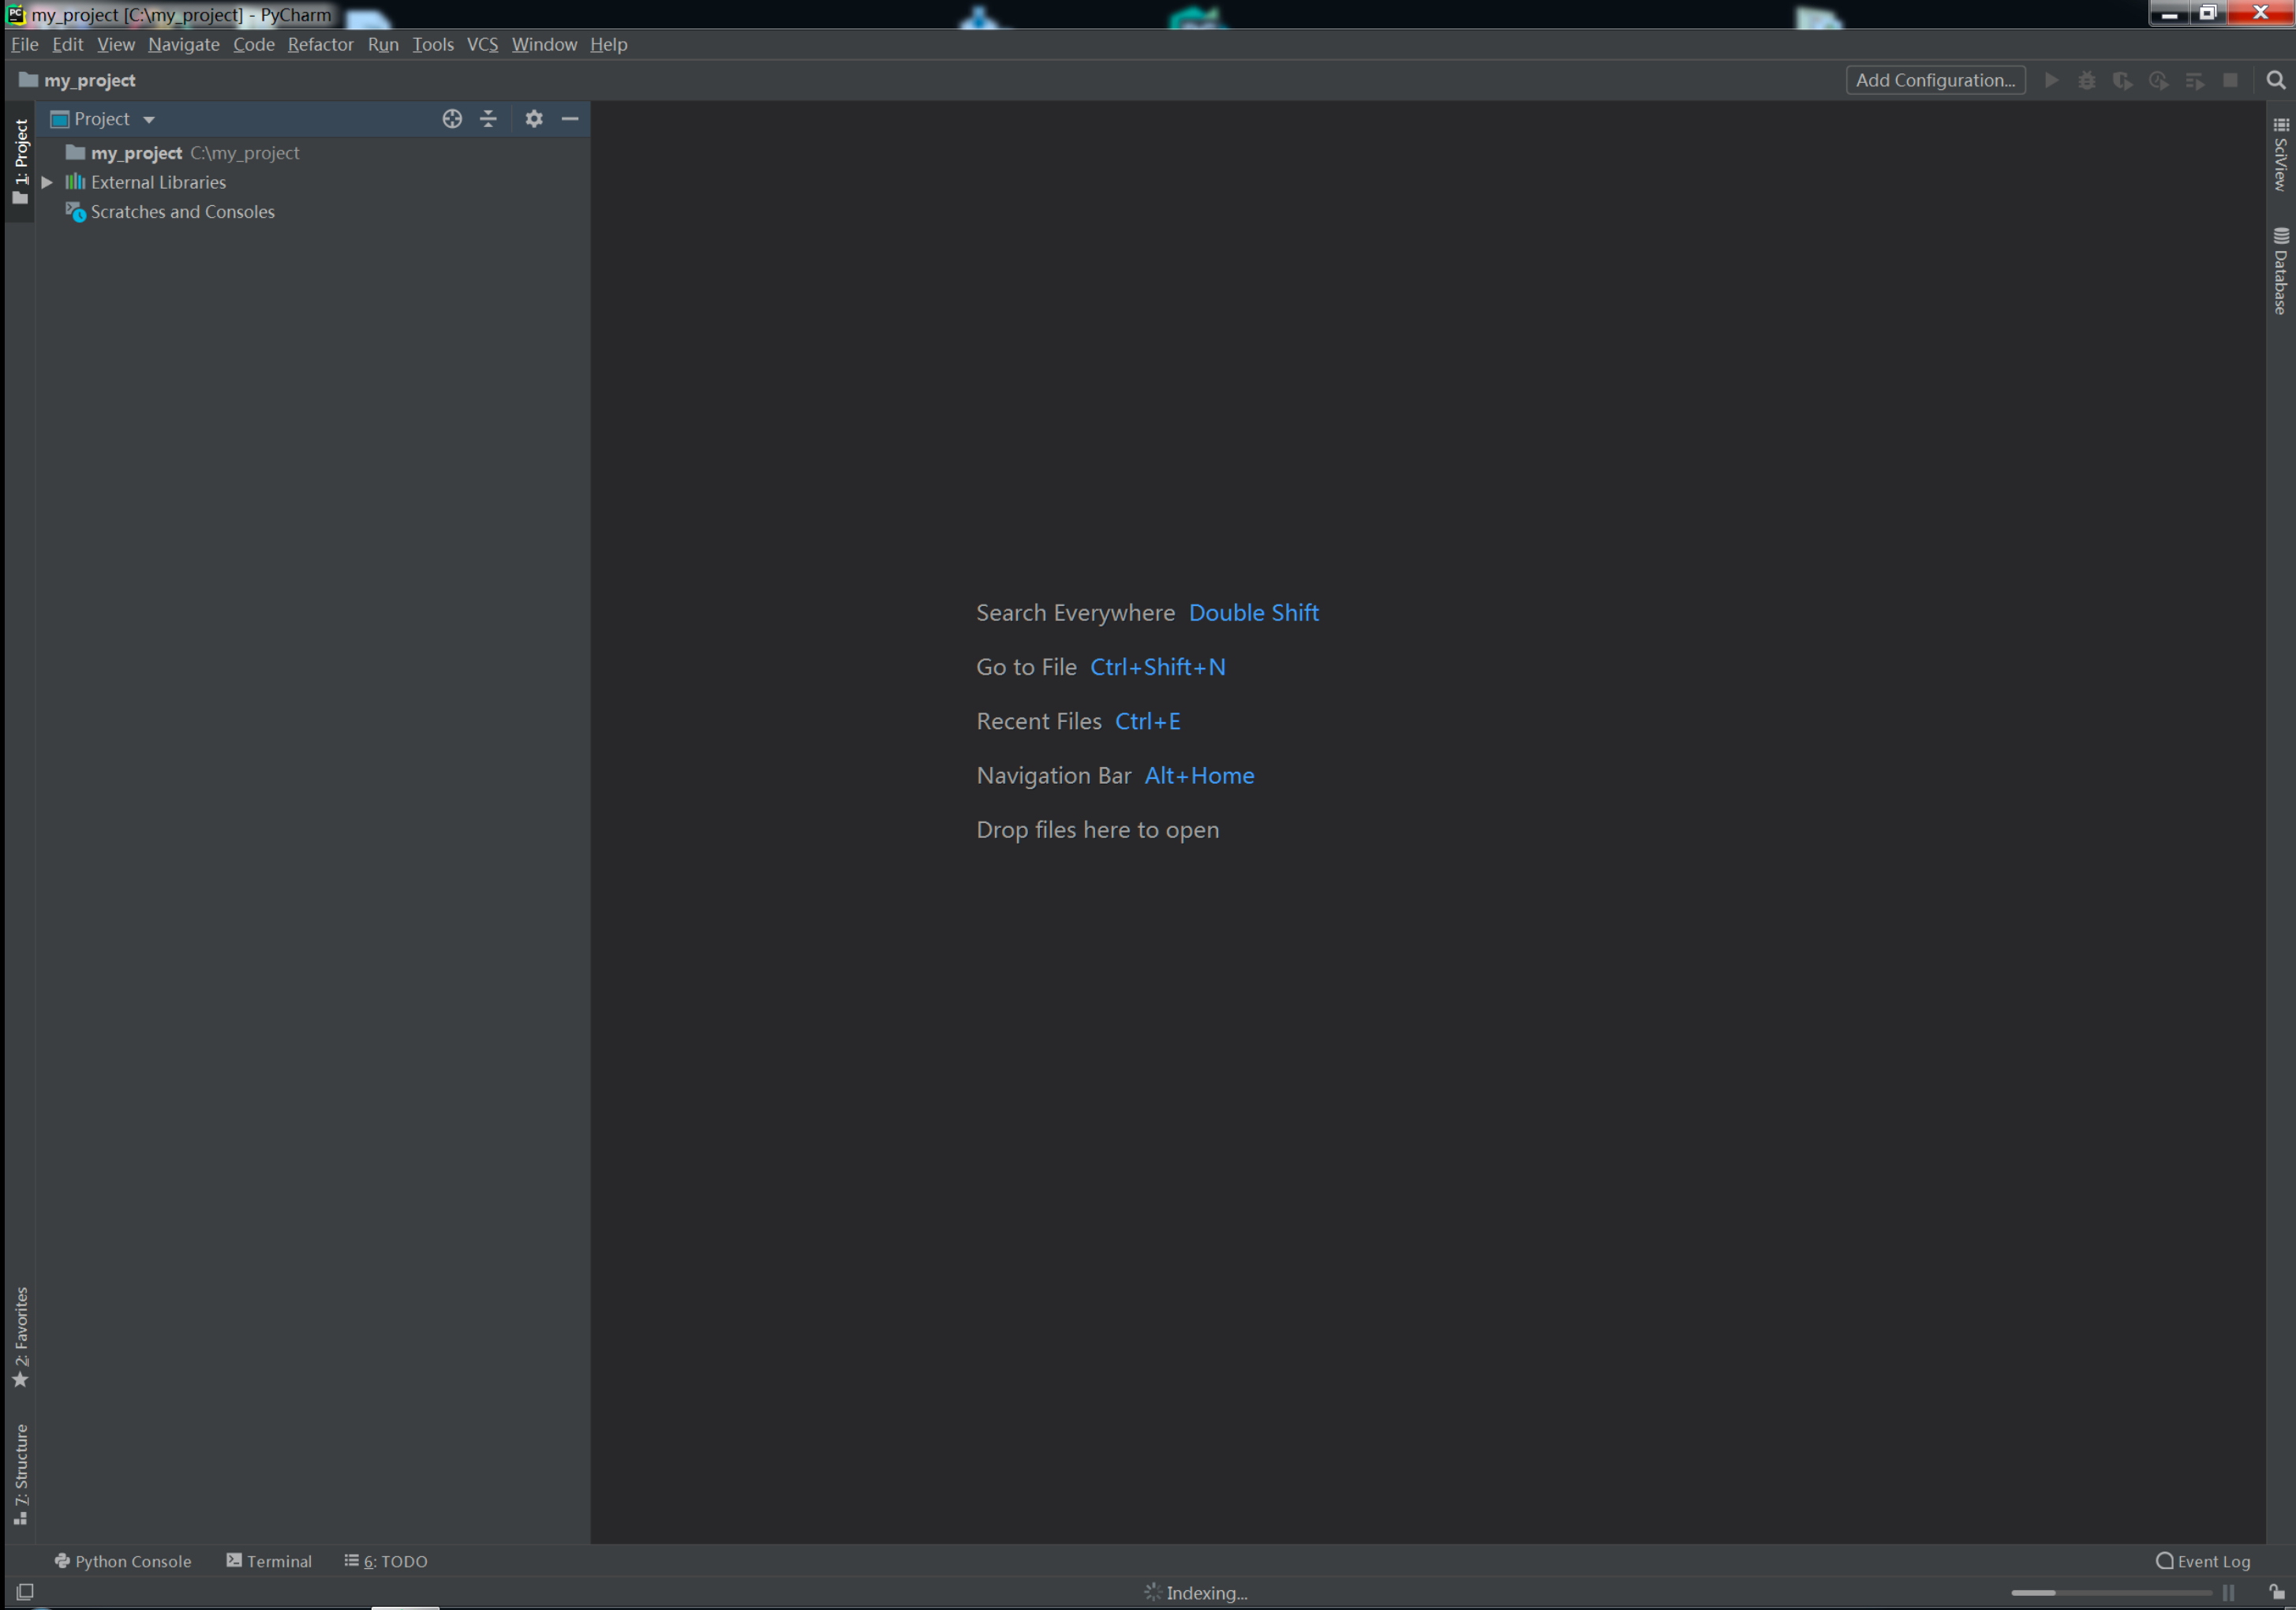 my_project [C:\my_project] - PyCharm
File Edit View Navigate Code Refactor Run Tools VCS Window Help
my_project
Add Configuration...
1: Project
Project
my_project C:\my_project
External Libraries
Scratches and Consoles
SciView
Database
Search Everywhere Double Shift
Go to File Ctrl+Shift+N
Recent Files Ctrl+E
Navigation Bar Alt+Home
Drop files here to open
2: Favorites
7: Structure
Python Console Terminal 6: TODO
Event Log
Indexing...